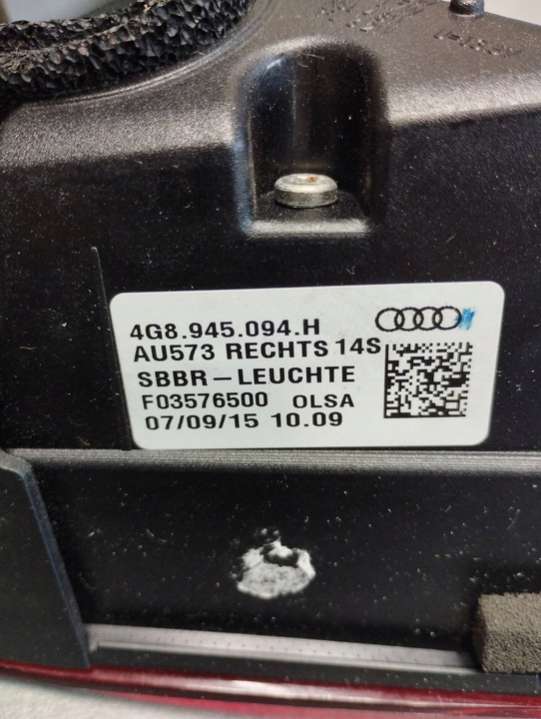 4G8.945.094.H
AU573 RECHTS 14S
SBBR-LEUCHTE
F03576500 OLSA
07/09/15 10.09